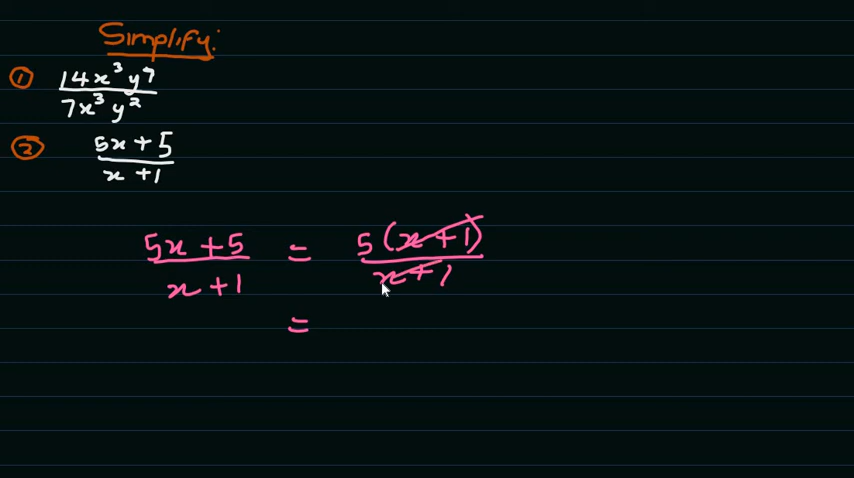 Simplify:
① 14x³y⁷ / 7x³y²
② 5x + 5 / x + 1
5x + 5 / x + 1 = 5(x + 1) / x + 1
=